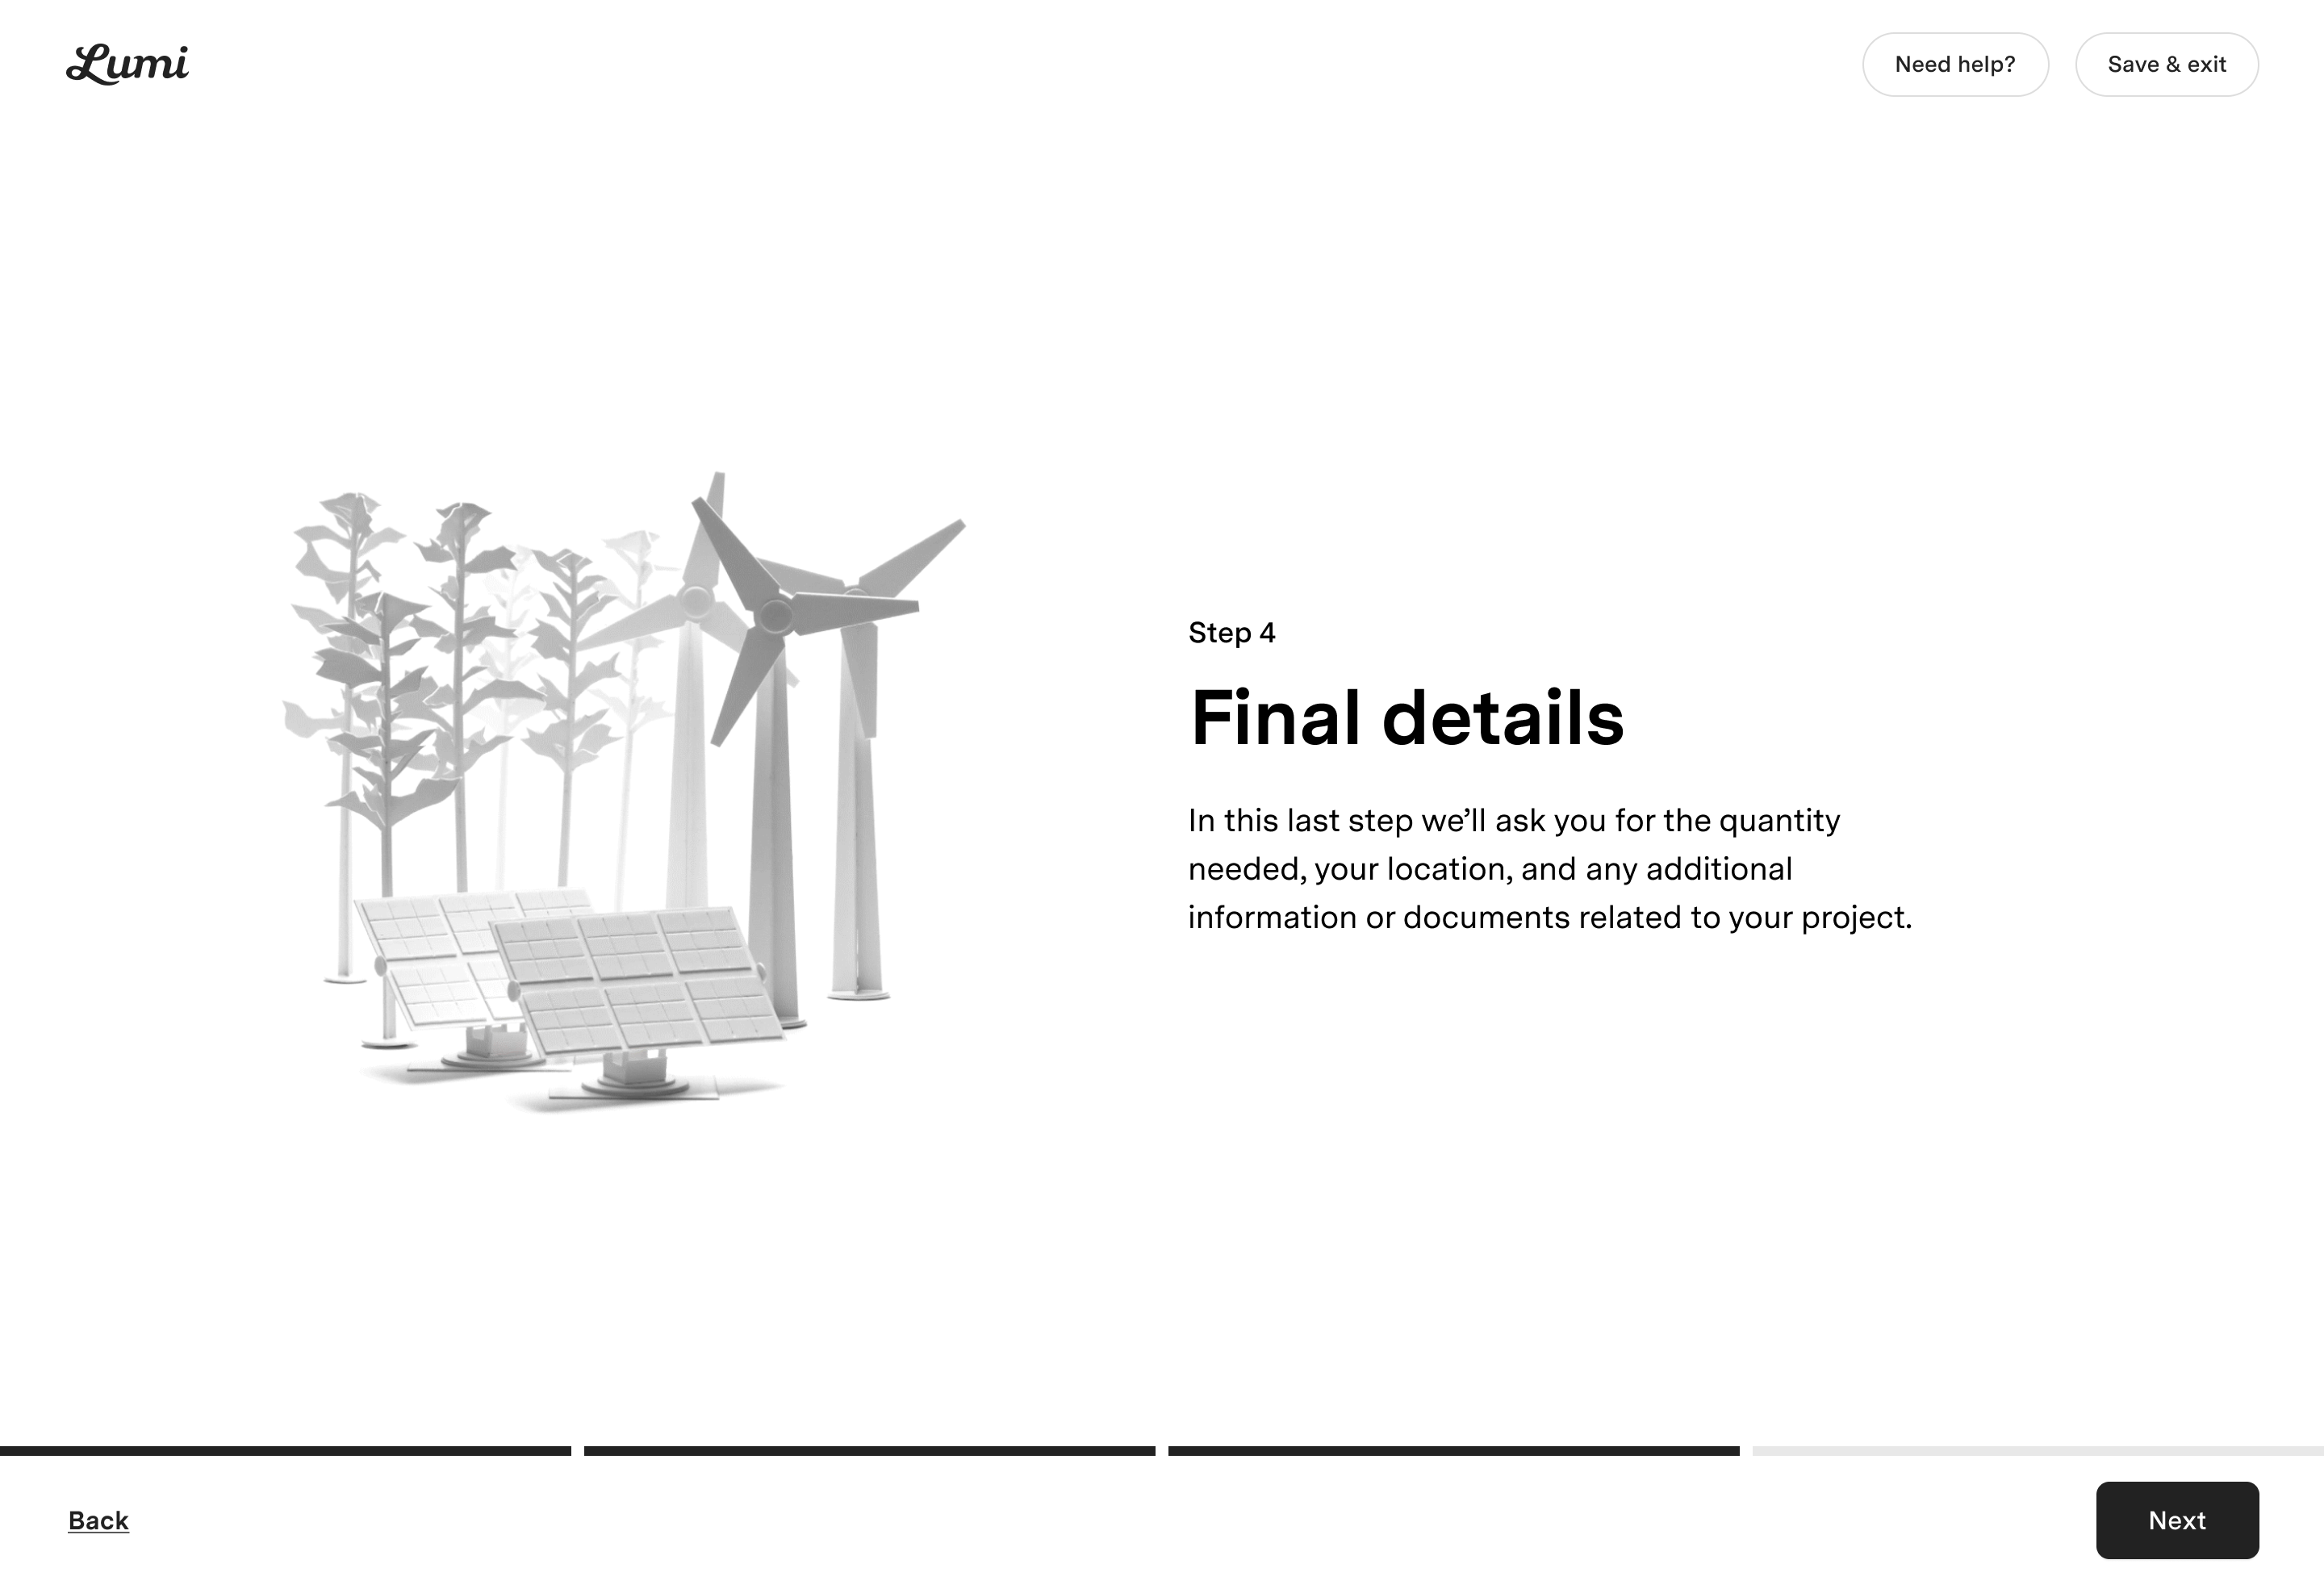 Lumi
Need help?
Save & exit
Step 4
Final details
In this last step we’ll ask you for the quantity
needed, your location, and any additional
information or documents related to your project.
Back
Next